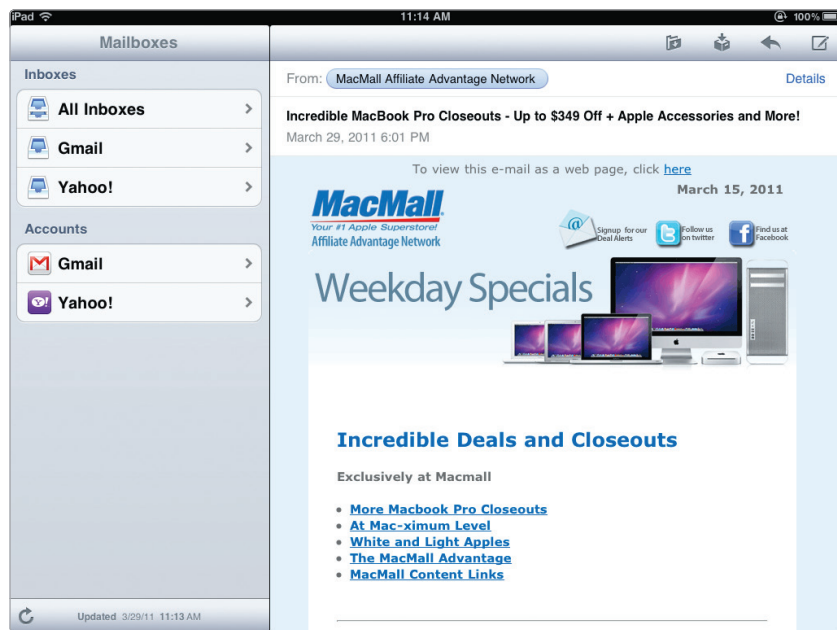 iPad
11:14 AM
100%
Mailboxes
Inboxes
All Inboxes
Gmail
Yahoo!
Accounts
Gmail
Yahoo!
Updated 3/29/11 11:13 AM
From: MacMall Affiliate Advantage Network
Details
Incredible MacBook Pro Closeouts - Up to $349 Off + Apple Accessories and More!
March 29, 2011 6:01 PM
To view this e-mail as a web page, click here
March 15, 2011
MacMall
Your #1 Apple Superstore!
Affiliate Advantage Network
Signup for our
Deal Alerts
Follow us
on twitter
Find us at
Facebook
Weekday Specials
Incredible Deals and Closeouts
Exclusively at Macmall
More Macbook Pro Closeouts
At Mac-ximum Level
White and Light Apples
The MacMall Advantage
MacMall Content Links